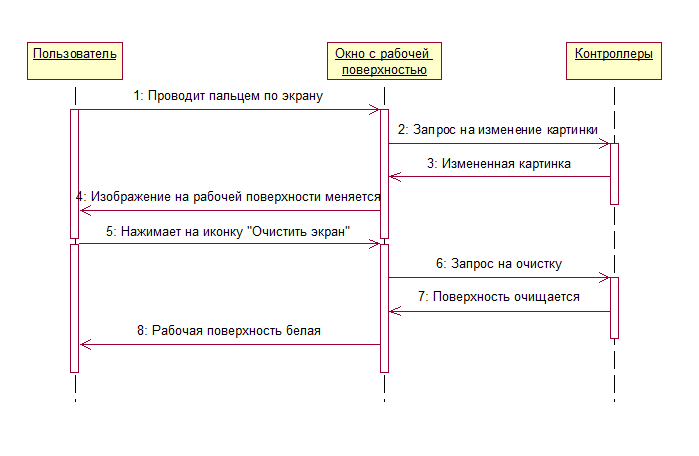 Пользователь
Окно с рабочей
поверхностью
Контроллеры
1: Проводит пальцем по экрану
2: Запрос на изменение картинки
3: Измененная картинка
4: Изображение на рабочей поверхности меняется
5: Нажимает на иконку "Очистить экран"
6: Запрос на очистку
7: Поверхность очищается
8: Рабочая поверхность белая